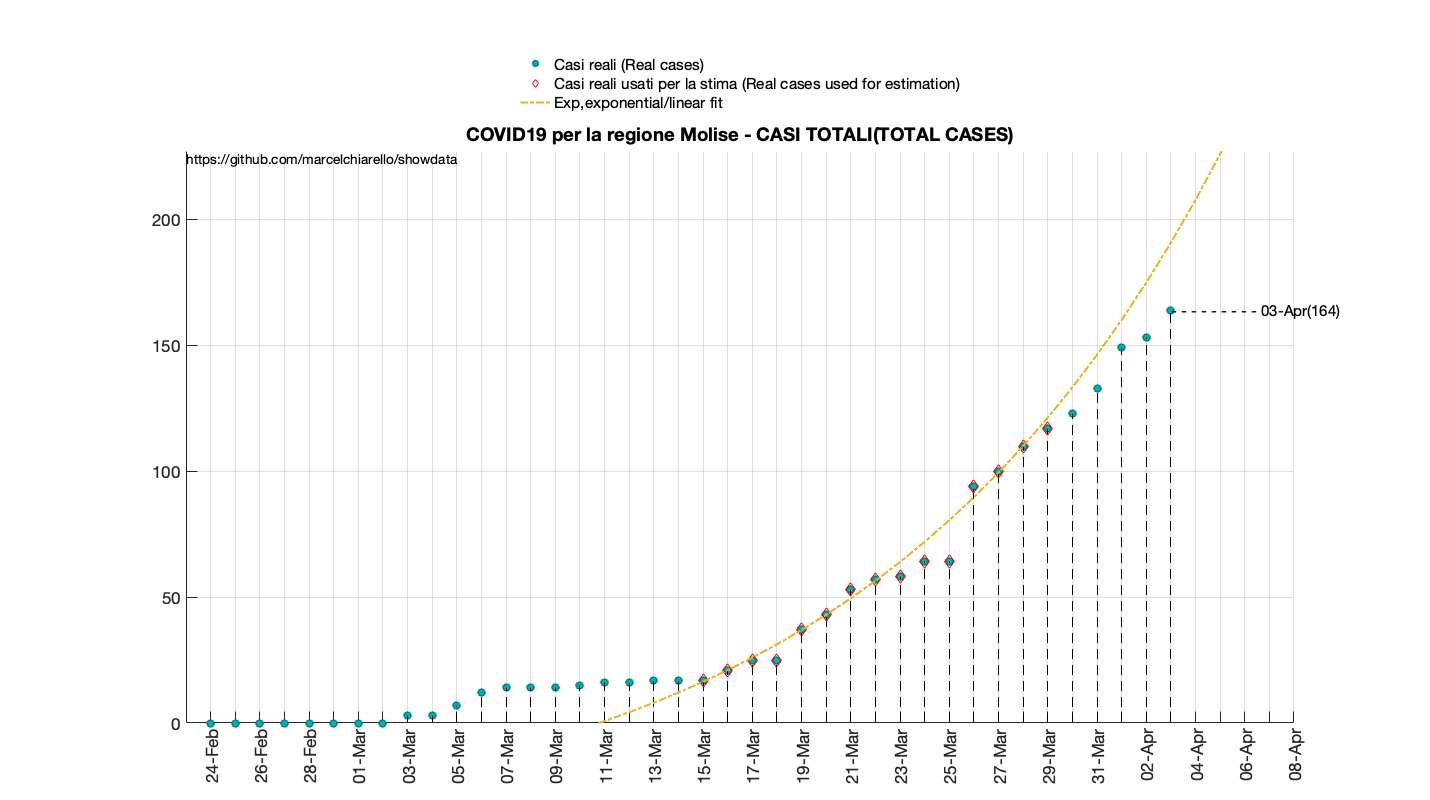 Casi reali (Real cases)
Casi reali usati per la stima (Real cases used for estimation)
Exp,exponential/linear fit
COVID19 per la regione Molise - CASI TOTALI(TOTAL CASES)
https://github.com/marcelchiarello/showdata
200
150
100
50
0
03-Apr(164)
24-Feb
26-Feb
28-Feb
01-Mar
03-Mar
05-Mar
07-Mar
09-Mar
11-Mar
13-Mar
15-Mar
17-Mar
19-Mar
21-Mar
23-Mar
25-Mar
27-Mar
29-Mar
31-Mar
02-Apr
04-Apr
06-Apr
08-Apr